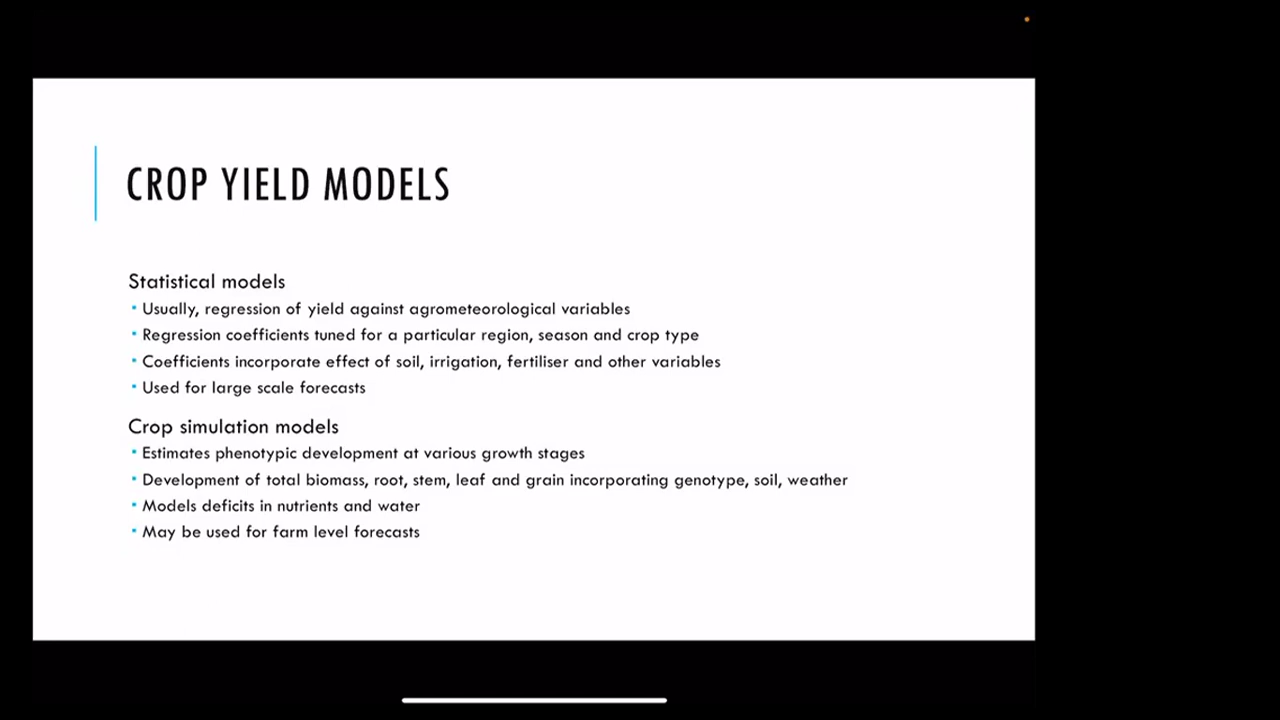 CROP YIELD MODELS
Statistical models
Usually, regression of yield against agrometeorological variables
Regression coefficients tuned for a particular region, season and crop type
Coefficients incorporate effect of soil, irrigation, fertiliser and other variables
Used for large scale forecasts
Crop simulation models
Estimates phenotypic development at various growth stages
Development of total biomass, root, stem, leaf and grain incorporating genotype, soil, weather
Models deficits in nutrients and water
May be used for farm level forecasts